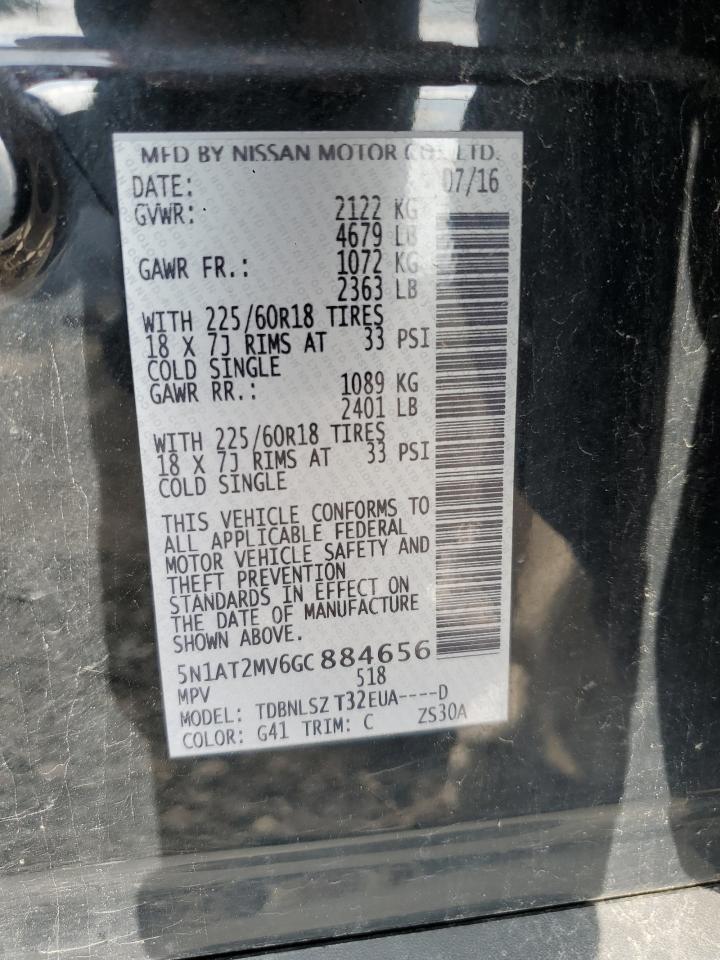 MFD BY NISSAN MOTOR CO., LTD.
DATE: 07/16
GVWR: 2122 KG
4679 LB
GAWR FR.: 1072 KG
2363 LB
WITH 225/60R18 TIRES
18 X 7J RIMS AT 33 PSI
COLD SINGLE
GAWR RR.: 1089 KG
2401 LB
WITH 225/60R18 TIRES
18 X 7J RIMS AT 33 PSI
COLD SINGLE
THIS VEHICLE CONFORMS TO
ALL APPLICABLE FEDERAL
MOTOR VEHICLE SAFETY AND
THEFT PREVENTION
STANDARDS IN EFFECT ON
THE DATE OF MANUFACTURE
SHOWN ABOVE.
5N1AT2MV6GC884656
MPV 518
MODEL: TDBNLSZ T32EUA----D
COLOR: G41 TRIM: C ZS30A